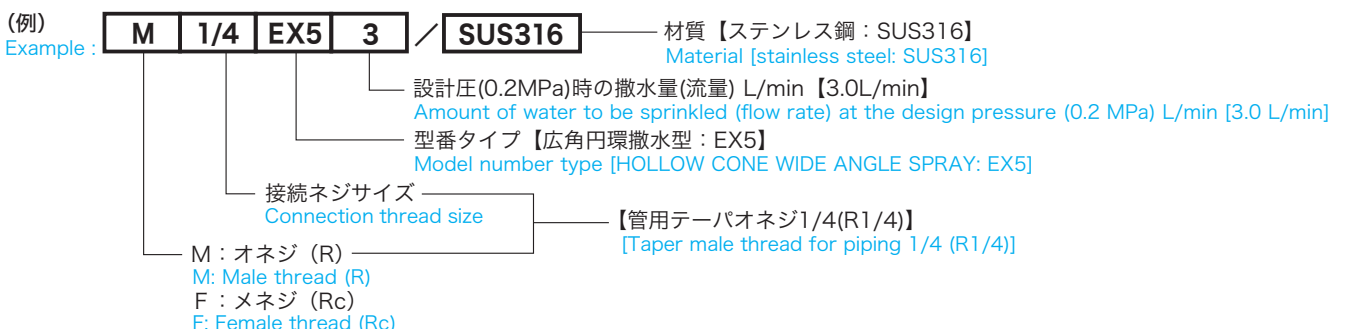 (例)
Example :
M 1/4 EX5 3 / SUS316
材質【ステンレス鋼：SUS316】
Material [stainless steel: SUS316]
設計圧(0.2MPa)時の撒水量(流量) L/min【3.0L/min】
Amount of water to be sprinkled (flow rate) at the design pressure (0.2 MPa) L/min [3.0 L/min]
型番タイプ【広角円環撒水型：EX5】
Model number type [HOLLOW CONE WIDE ANGLE SPRAY: EX5]
接続ネジサイズ
Connection thread size
【管用テーパオネジ1/4(R1/4)】
[Taper male thread for piping 1/4 (R1/4)]
M：オネジ（R）
M: Male thread (R)
F：メネジ（Rc）
F: Female thread (Rc)